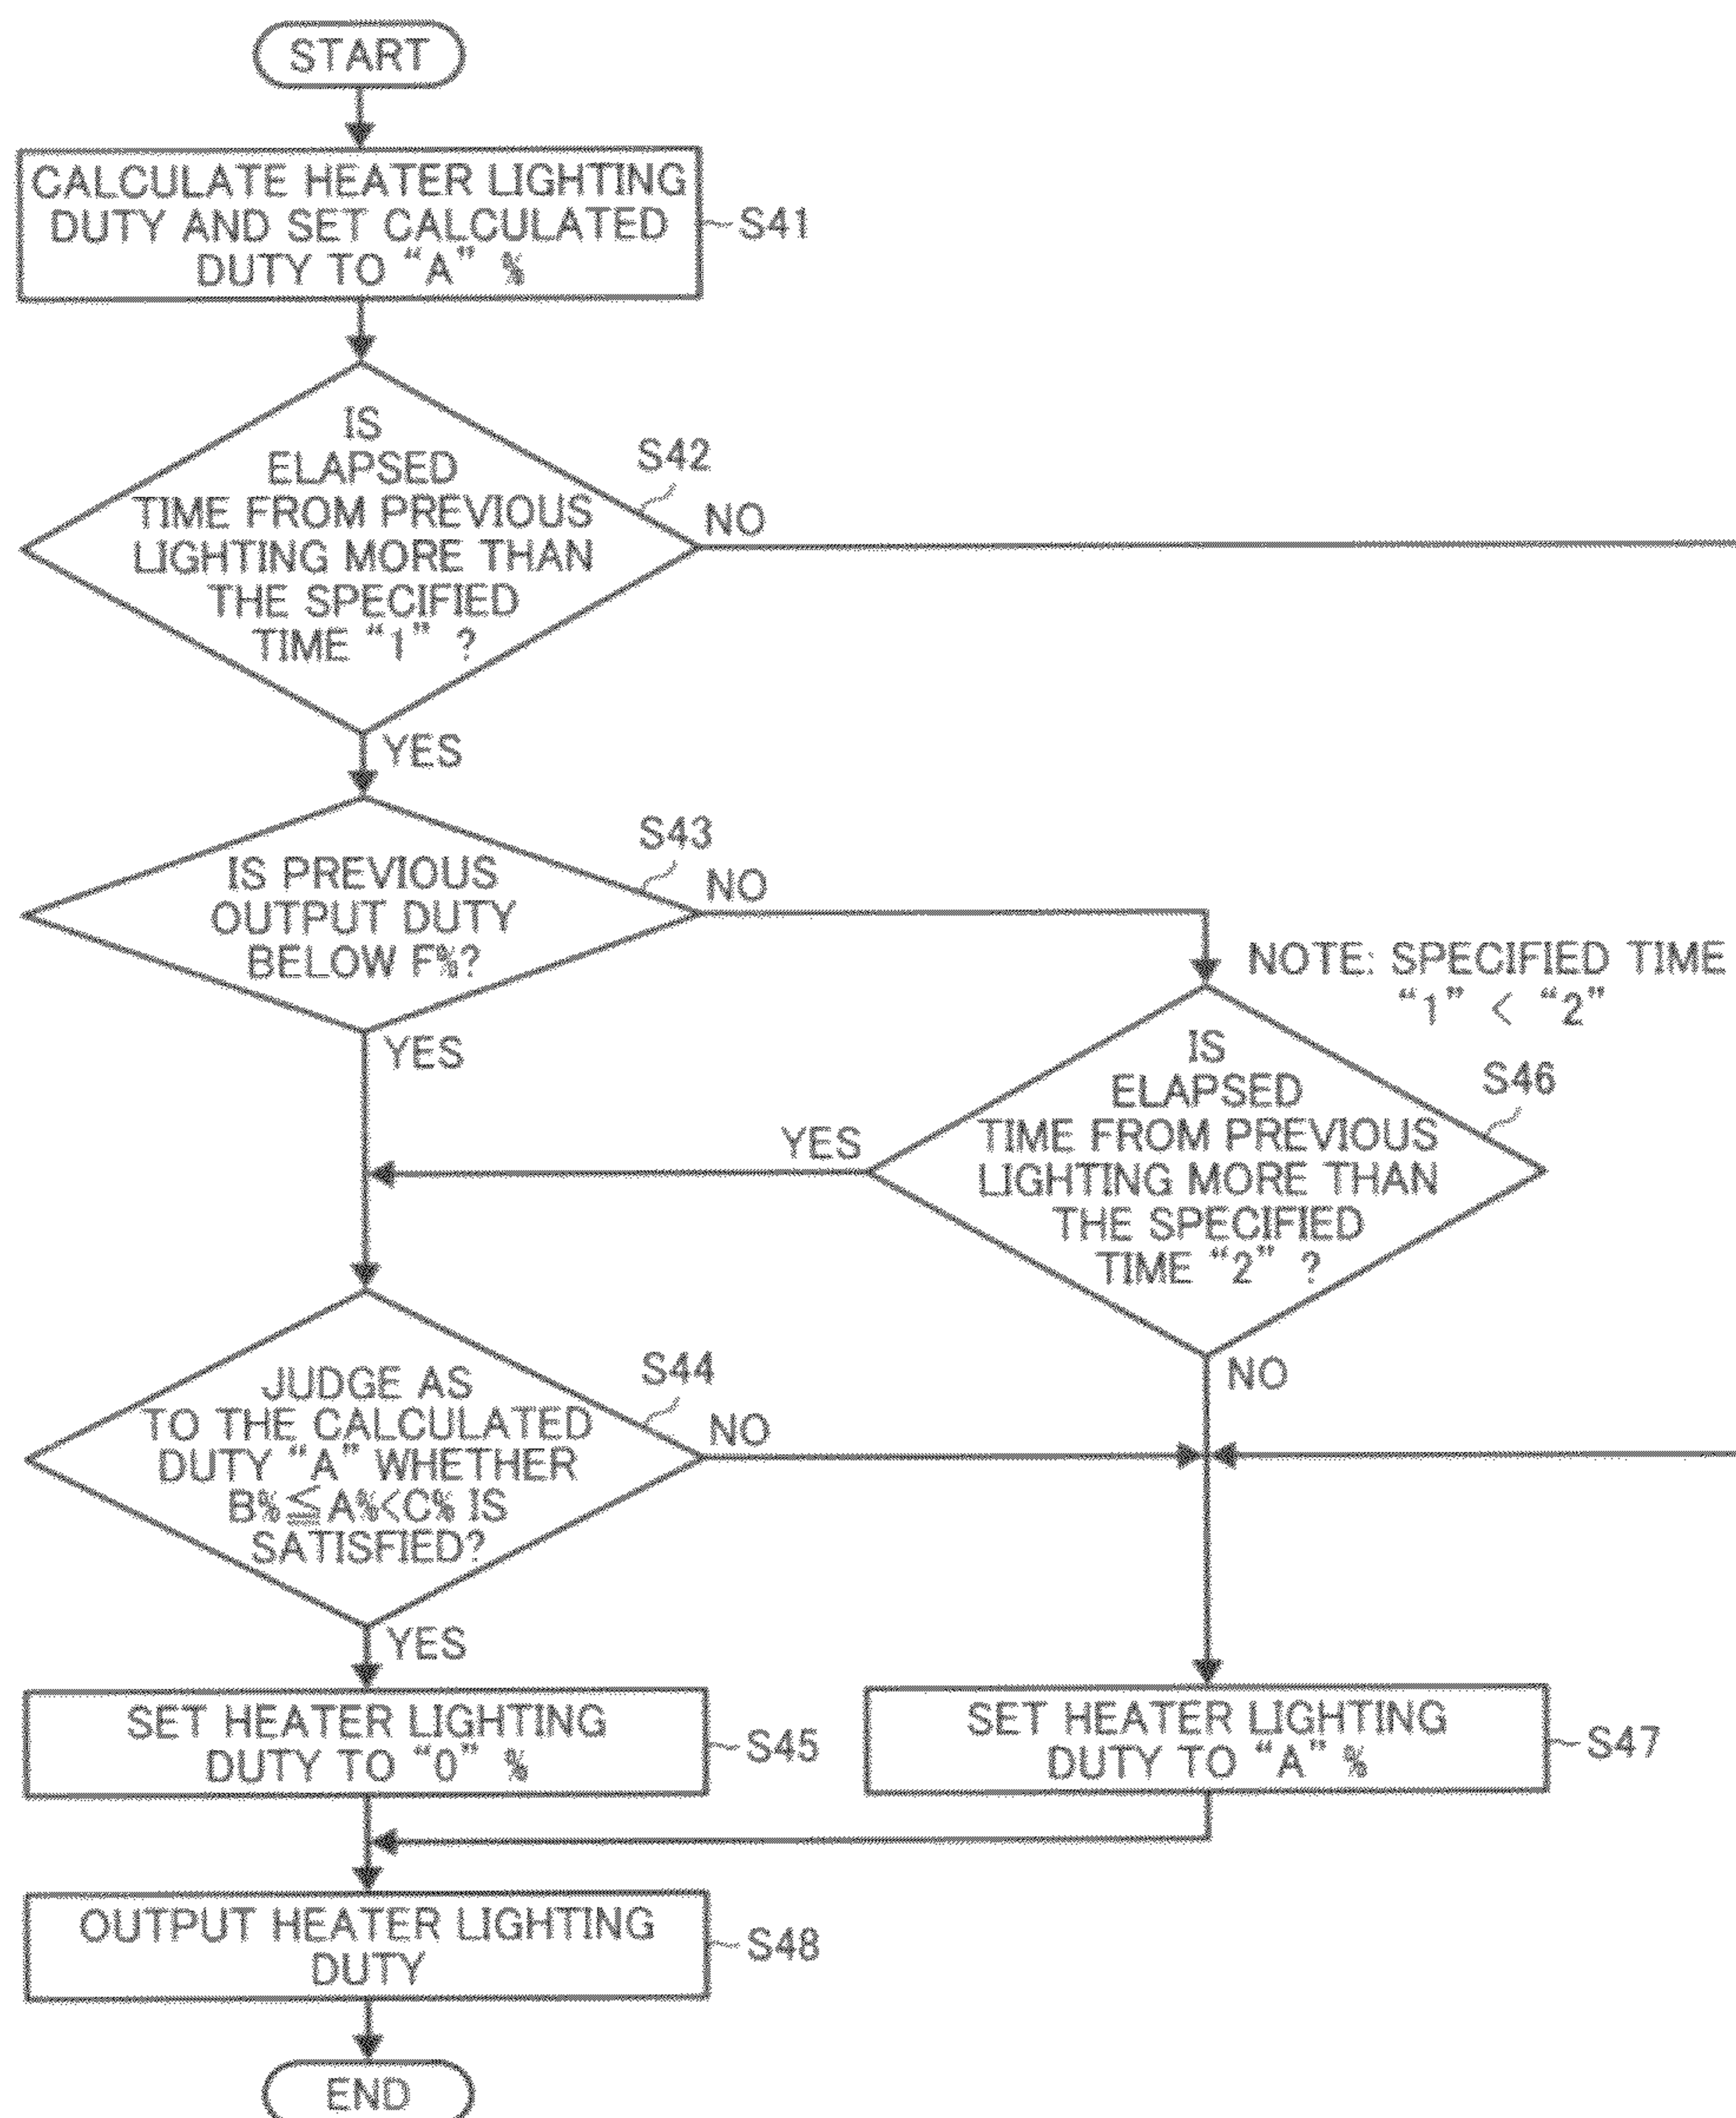 START
CALCULATE HEATER LIGHTING
DUTY AND SET CALCULATED
DUTY TO “A” %
S41
IS
ELAPSED
TIME FROM PREVIOUS
LIGHTING MORE THAN
THE SPECIFIED
TIME “1” ?
S42
NO
YES
IS PREVIOUS
OUTPUT DUTY
BELOW F%?
S43
NO
YES
NOTE: SPECIFIED TIME
“1” < “2”
IS
ELAPSED
TIME FROM PREVIOUS
LIGHTING MORE THAN
THE SPECIFIED
TIME “2” ?
S46
YES
NO
JUDGE AS
TO THE CALCULATED
DUTY “A” WHETHER
B%≦A%<C% IS
SATISFIED?
S44
NO
YES
SET HEATER LIGHTING
DUTY TO “0” %
S45
SET HEATER LIGHTING
DUTY TO “A” %
S47
OUTPUT HEATER LIGHTING
DUTY
S48
END